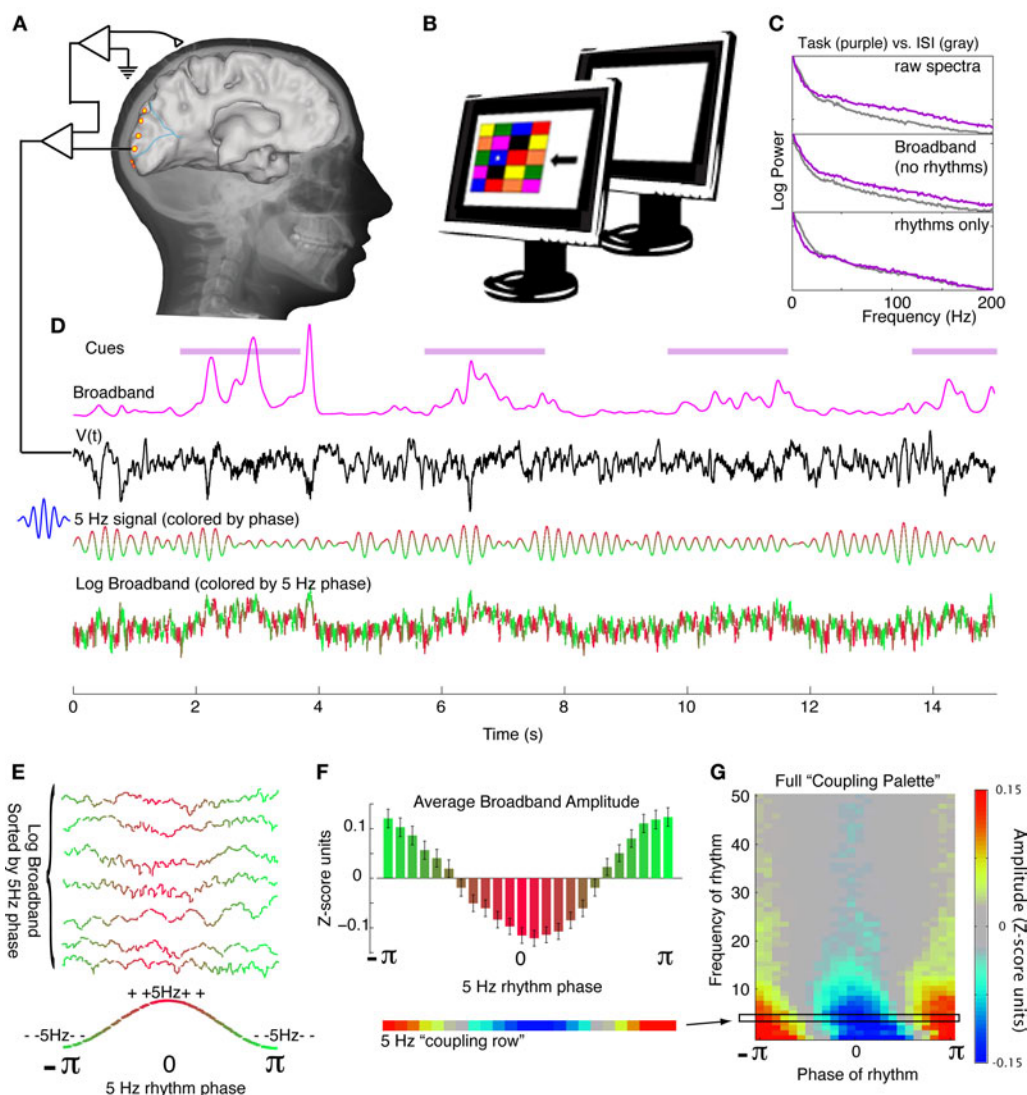 A
B
C
Task (purple) vs. ISI (gray)
raw spectra
Broadband
(no rhythms)
rhythms only
Log Power
0 100 200
Frequency (Hz)
D
Cues
Broadband
V(t)
5 Hz signal (colored by phase)
Log Broadband (colored by 5 Hz phase)
0 2 4 6 8 10 12 14
Time (s)
E
Log Broadband
Sorted by 5Hz phase
+ +5Hz+ +
--5Hz-- --5Hz--
-π 0 π
5 Hz rhythm phase
F
Average Broadband Amplitude
Z-score units
0.1
0
-0.1
-π 0 π
5 Hz rhythm phase
5 Hz "coupling row"
G
Full "Coupling Palette"
Frequency of rhythm
50
40
30
20
10
-π 0 π
Phase of rhythm
0.15
0
-0.15
Amplitude (Z-score units)